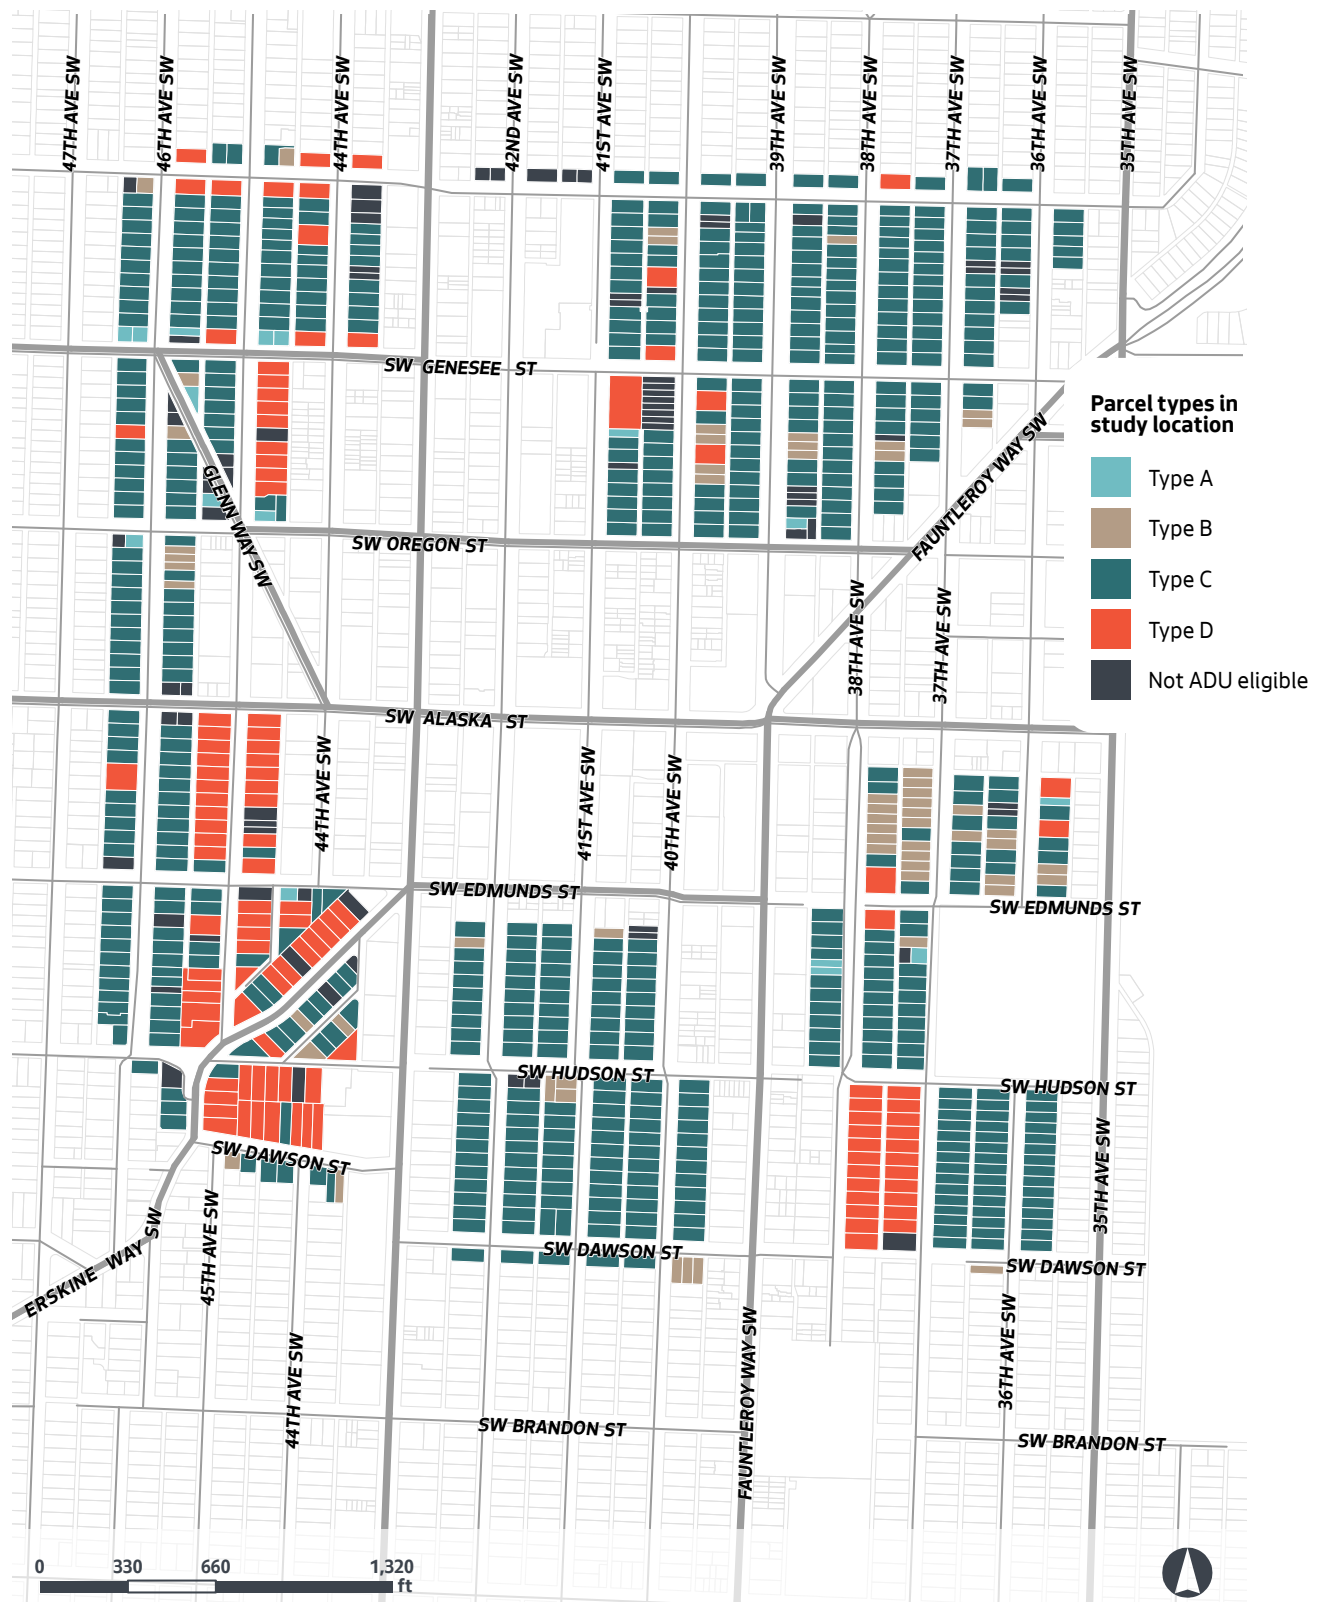 47TH AVE SW
46TH AVE SW
44TH AVE SW
42ND AVE SW
41ST AVE SW
39TH AVE SW
38TH AVE SW
37TH AVE SW
36TH AVE SW
35TH AVE SW
SW GENESEE ST
Parcel types in
study location
Type A
Type B
Type C
Type D
Not ADU eligible
GLENN WAY SW
FAUNTLEROY WAY SW
SW OREGON ST
38TH AVE SW
37TH AVE SW
SW ALASKA ST
44TH AVE SW
41ST AVE SW
40TH AVE SW
SW EDMUNDS ST
SW EDMUNDS ST
SW HUDSON ST
SW HUDSON ST
SW DAWSON ST
35TH AVE SW
45TH AVE SW
ERSKINE WAY SW
SW DAWSON ST
SW DAWSON ST
44TH AVE SW
FAUNTLEROY WAY SW
36TH AVE SW
SW BRANDON ST
SW BRANDON ST
0 330 660 1,320
ft